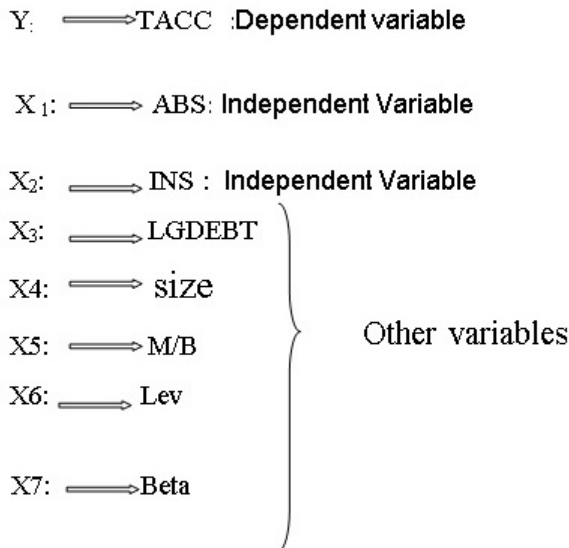 Y: TACC :Dependent variable
X 1: ABS: Independent Variable
X2: INS : Independent Variable
X3: LGDEBT
X4: size
Other variables
X5: M/B
X6: Lev
X7: Beta